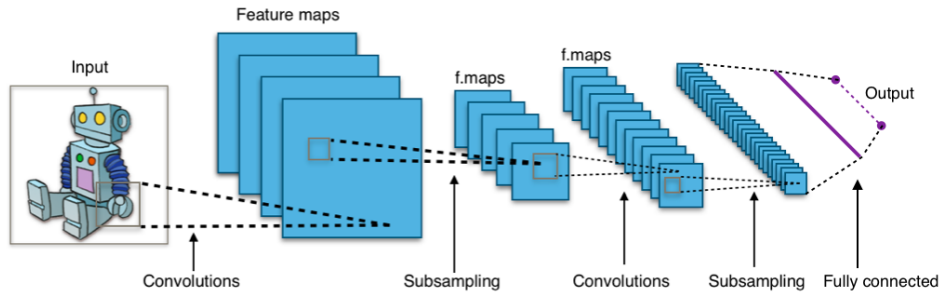 Feature maps
Input
f.maps
f.maps
Output
Convolutions
Subsampling
Convolutions
Subsampling
Fully connected